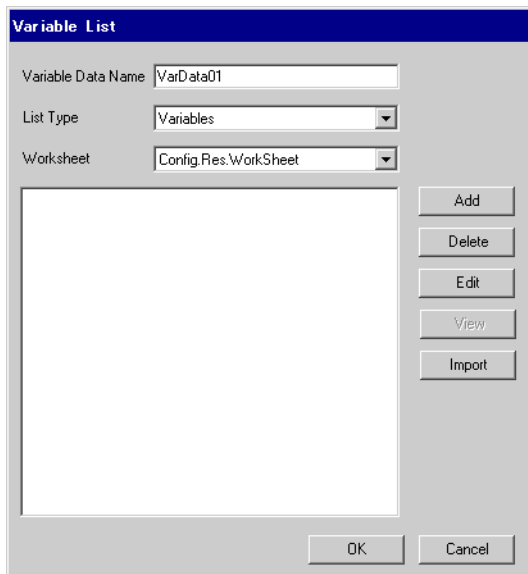 Variable List
Variable Data Name VarData01
List Type Variables
Worksheet Config.Res.WorkSheet
Add
Delete
Edit
View
Import
OK Cancel